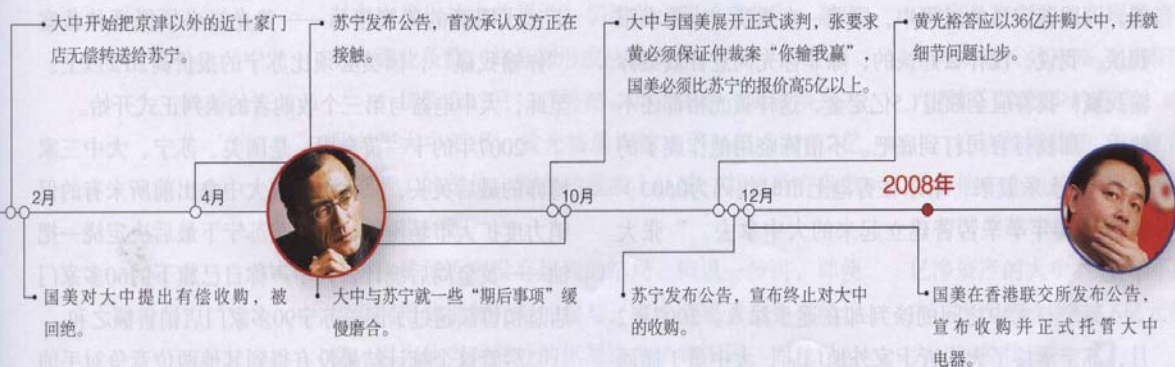 大中开始把京津以外的近十家门
店无偿转送给苏宁。
苏宁发布公告，首次承认双方正在
接触。
大中与国美展开正式谈判，张要求
黄必须保证仲裁案“你输我赢”，
国美必须比苏宁的报价高5亿以上。
黄光裕答应以36亿并购大中，并就
细节问题让步。
2月
4月
10月
12月
2008年
国美对大中提出有偿收购，被
回绝。
大中与苏宁就一些“期后事项”缓
慢磨合。
苏宁发布公告，宣布终止对大中
的收购。
国美在香港联交所发布公告，
宣布收购并正式托管大中
电器。